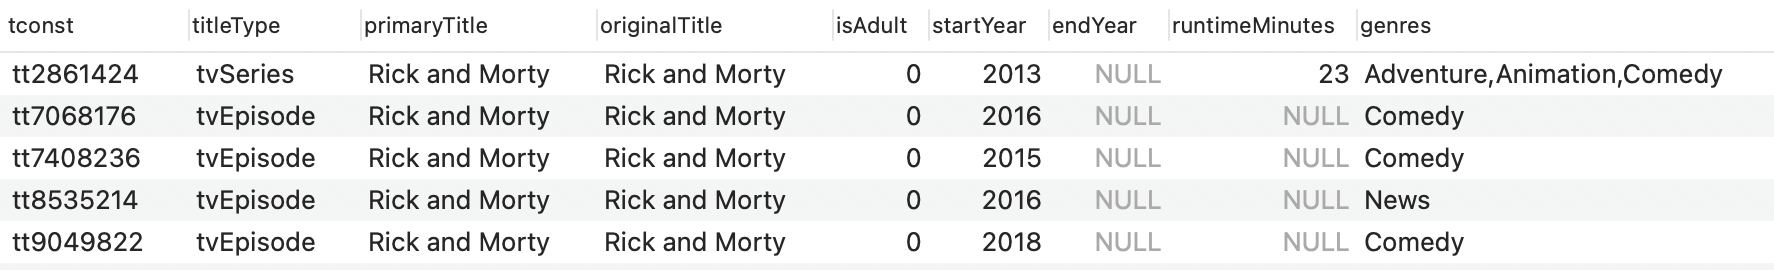 tconst titleType primaryTitle originalTitle isAdult startYear endYear runtimeMinutes genres
tt2861424 tvSeries Rick and Morty Rick and Morty 0 2013 NULL 23 Adventure,Animation,Comedy
tt7068176 tvEpisode Rick and Morty Rick and Morty 0 2016 NULL NULL Comedy
tt7408236 tvEpisode Rick and Morty Rick and Morty 0 2015 NULL NULL Comedy
tt8535214 tvEpisode Rick and Morty Rick and Morty 0 2016 NULL NULL News
tt9049822 tvEpisode Rick and Morty Rick and Morty 0 2018 NULL NULL Comedy